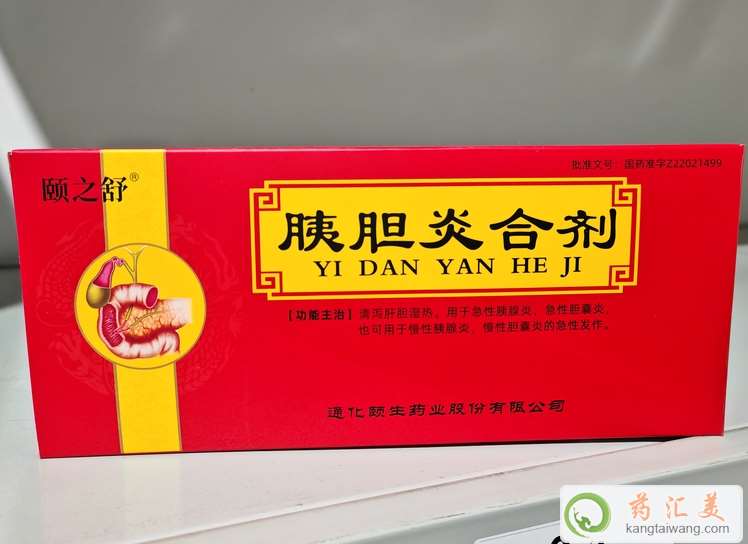 批准文号：国药准字Z22021499
颐之舒®
胰胆炎合剂
YI DAN YAN HE JI
【功能主治】清泻肝胆湿热。用于急性胰腺炎，急性胆囊炎，
也可用于慢性胰腺炎，慢性胆囊炎的急性发作。
通化颐生药业股份有限公司
药汇美
kangtaiwang.com